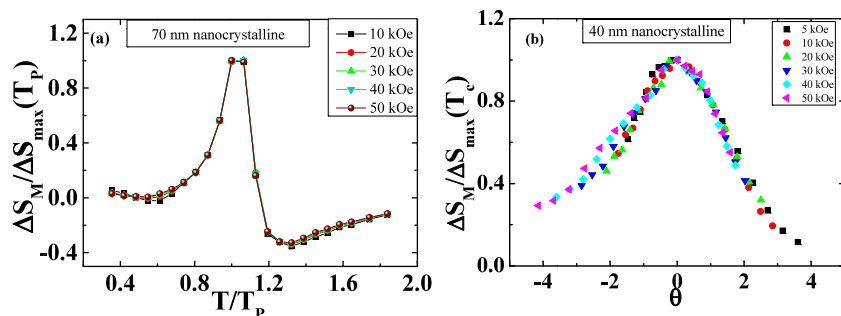 (a)
70 nm nanocrystalline
10 kOe
20 kOe
30 kOe
40 kOe
50 kOe
ΔS_M/ΔS_max(T_P)
1.2
0.8
0.4
0.0
-0.4
0.4
0.8
1.2
1.6
2.0
T/T_P
(b)
40 nm nanocrystalline
5 kOe
10 kOe
20 kOe
30 kOe
40 kOe
50 kOe
ΔS_M/ΔS_max(T_c)
1.2
0.8
0.4
0.0
-4
-2
0
2
4
θ